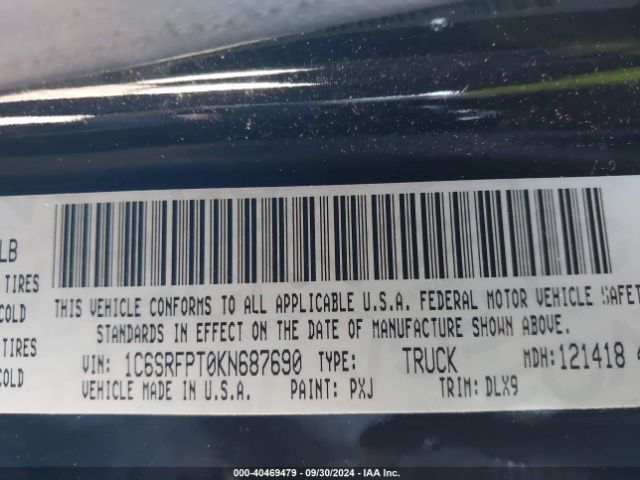 LB
TIRES
COLD
TIRES
COLD
THIS VEHICLE CONFORMS TO ALL APPLICABLE U.S.A. FEDERAL MOTOR VEHICLE SAFET
STANDARDS IN EFFECT ON THE DATE OF MANUFACTURE SHOWN ABOVE.
VIN: 1C6SRFPT0KN687690 TYPE: TRUCK MDH: 121418 4
VEHICLE MADE IN U.S.A. PAINT: PXJ TRIM: DLX9
000-40469479 - 09/30/2024 - IAA Inc.